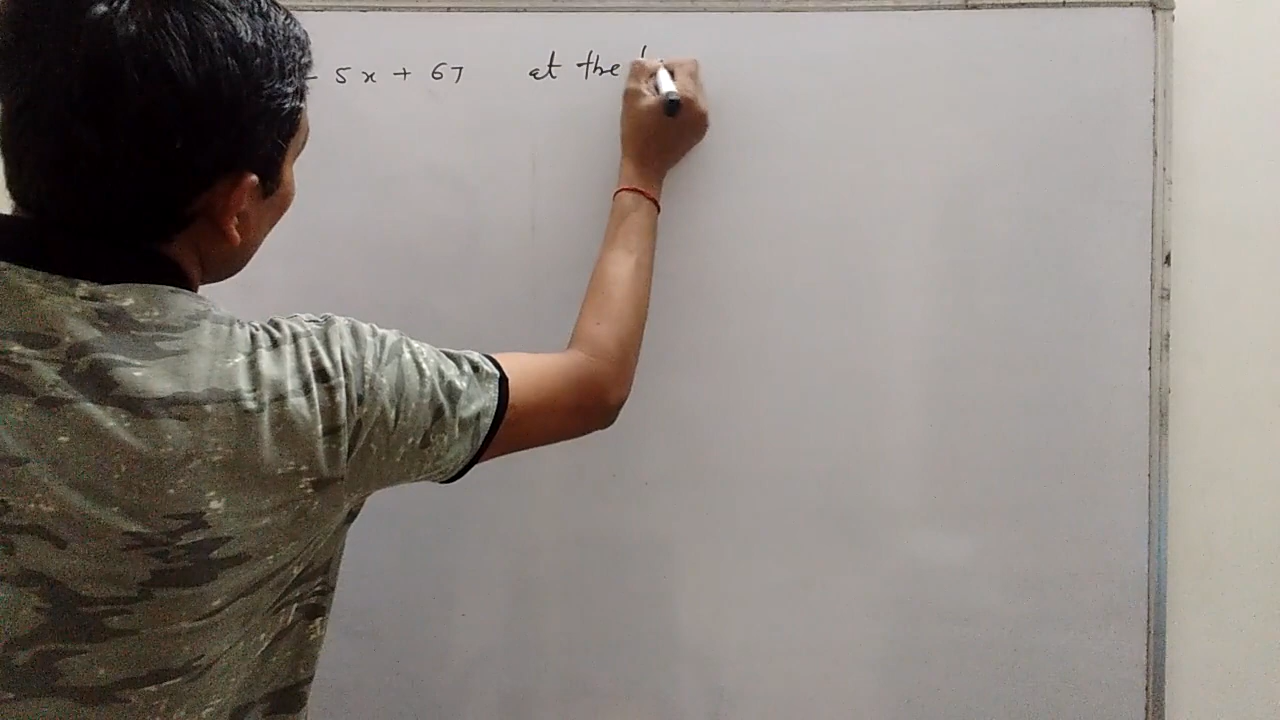 - 5x + 67 at the